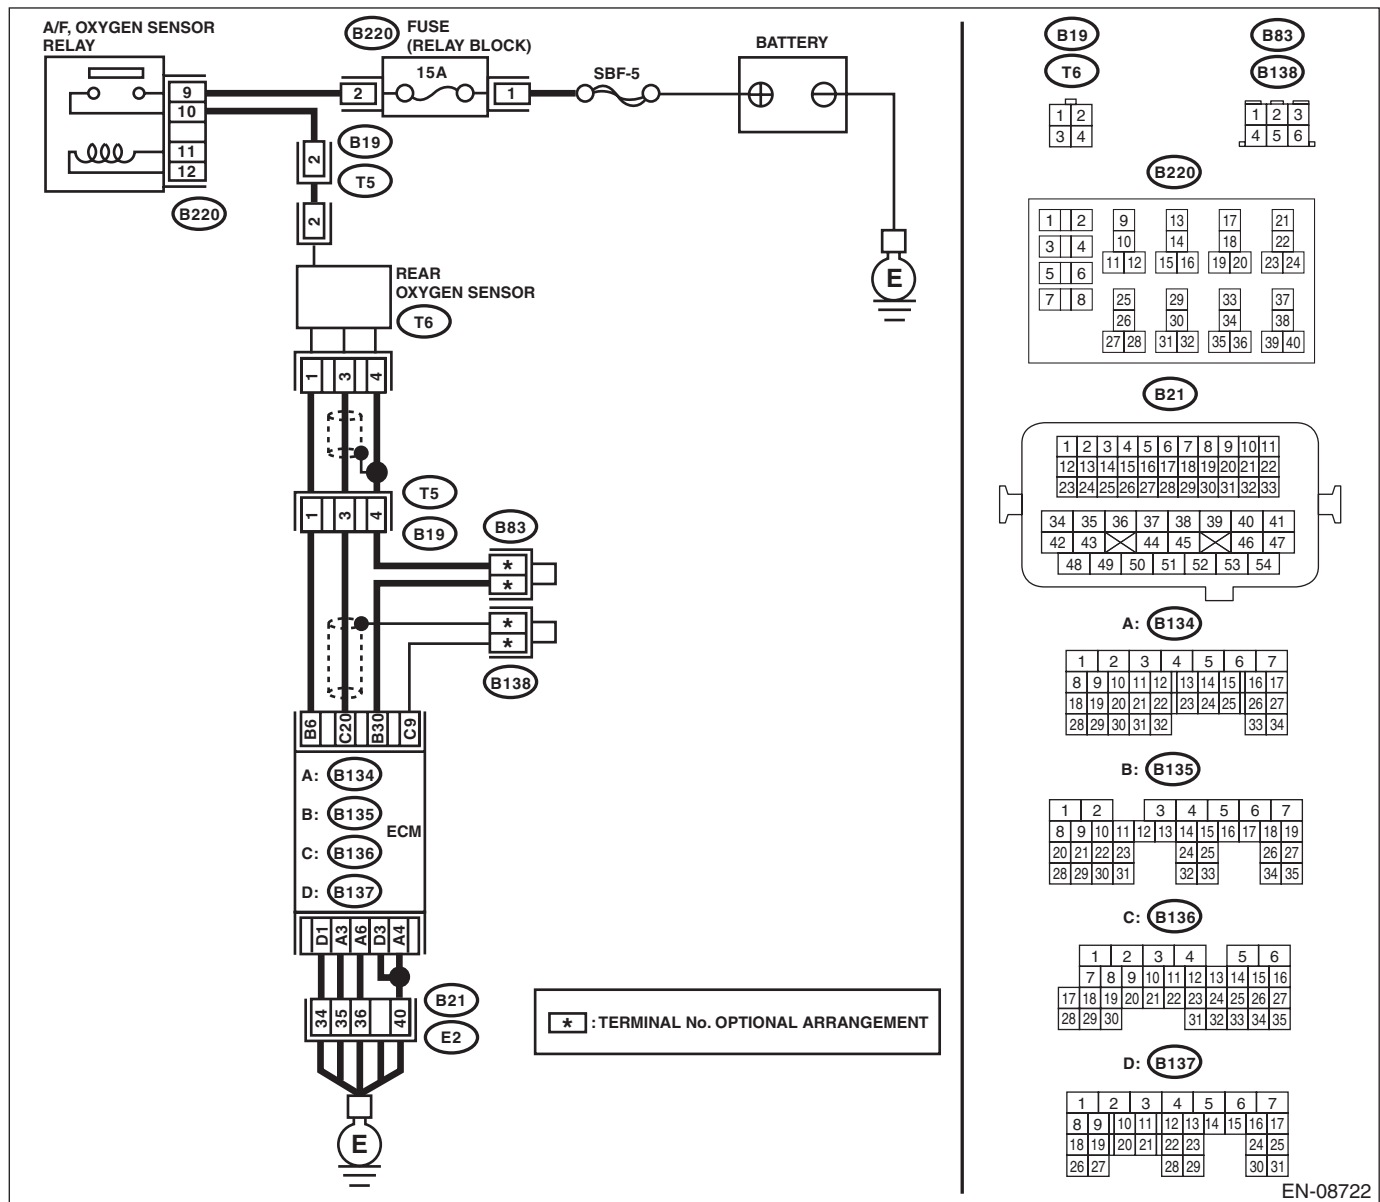 A/F, OXYGEN SENSOR
RELAY
B220
FUSE
(RELAY BLOCK)
15A
SBF-5
BATTERY
9
10
11
12
2
1
B220
2
B19
T5
2
REAR
OXYGEN SENSOR
T6
E
1 3 4
T5
B19
1 3 4
B83
*
*
*
*
B138
B6 C20 B30 C9
A: B134
B: B135
ECM
C: B136
D: B137
D1 A3 A6 D3 A4
34 35 36 40
B21
E2
E
* : TERMINAL No. OPTIONAL ARRANGEMENT
B19
T6
1 2
3 4
B83
B138
1 2 3
4 5 6
B220
1 2 9 13 17 21
3 4 10 14 18 22
11 12 15 16 19 20 23 24
5 6
7 8 25 29 33 37
26 30 34 38
27 28 31 32 35 36 39 40
B21
1 2 3 4 5 6 7 8 9 10 11
12 13 14 15 16 17 18 19 20 21 22
23 24 25 26 27 28 29 30 31 32 33
34 35 36 37 38 39 40 41
42 43 44 45 46 47
48 49 50 51 52 53 54
A: B134
1 2 3 4 5 6 7
8 9 10 11 12 13 14 15 16 17
18 19 20 21 22 23 24 25 26 27
28 29 30 31 32 33 34
B: B135
1 2 3 4 5 6 7
8 9 10 11 12 13 14 15 16 17 18 19
20 21 22 23 24 25 26 27
28 29 30 31 32 33 34 35
C: B136
1 2 3 4 5 6
7 8 9 10 11 12 13 14 15 16
17 18 19 20 21 22 23 24 25 26 27
28 29 30 31 32 33 34 35
D: B137
1 2 3 4 5 6 7
8 9 10 11 12 13 14 15 16 17
18 19 20 21 22 23 24 25
26 27 28 29 30 31
EN-08722